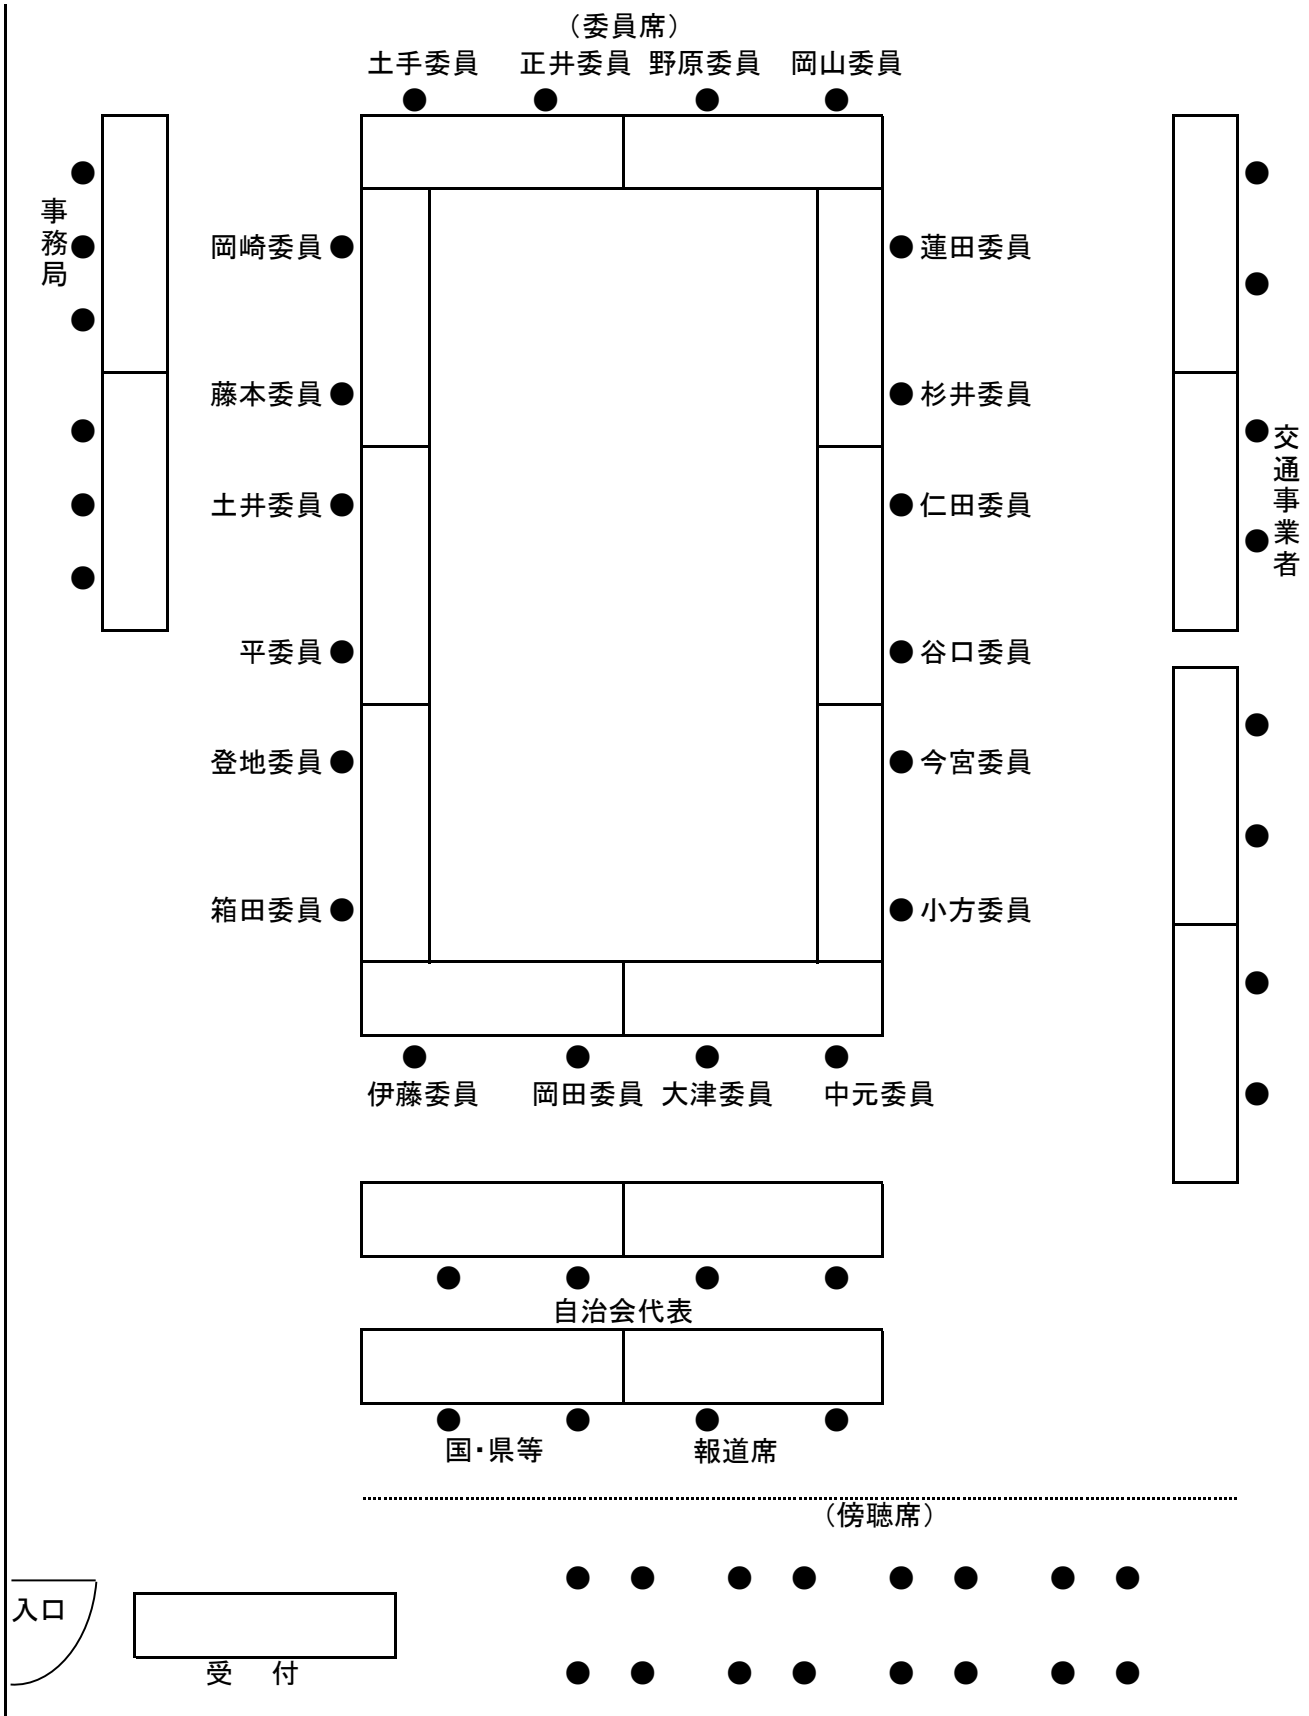 （委員席）
土手委員　正井委員　野原委員　岡山委員
事務局
岡崎委員　蓮田委員
藤本委員　杉井委員
交通事業者
土井委員　仁田委員
平委員　谷口委員
登地委員　今宮委員
箱田委員　小方委員
伊藤委員　岡田委員　大津委員　中元委員
自治会代表
国・県等　報道席
（傍聴席）
入口
受　付